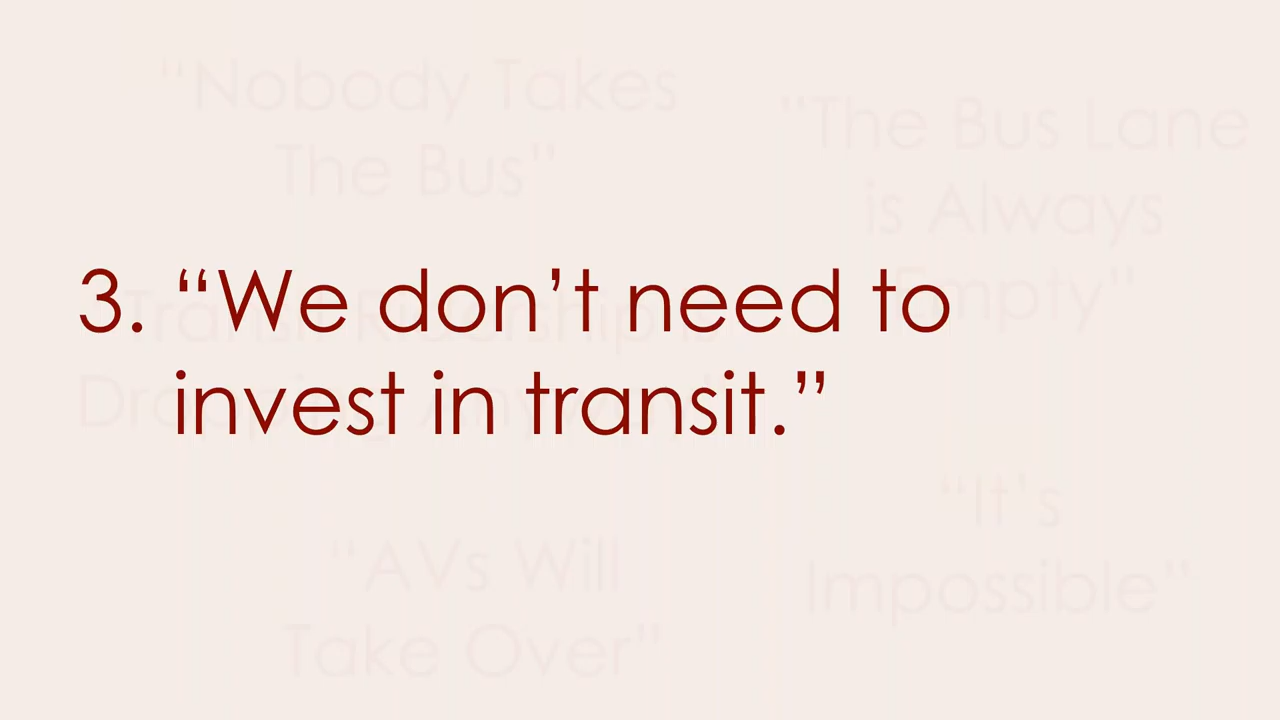 "Nobody Takes
The Bus"
"The Bus Lane
is Always
Empty"
3. “We don’t need to
invest in transit.”
"AVs Will
Take Over"
“It's
Impossible"